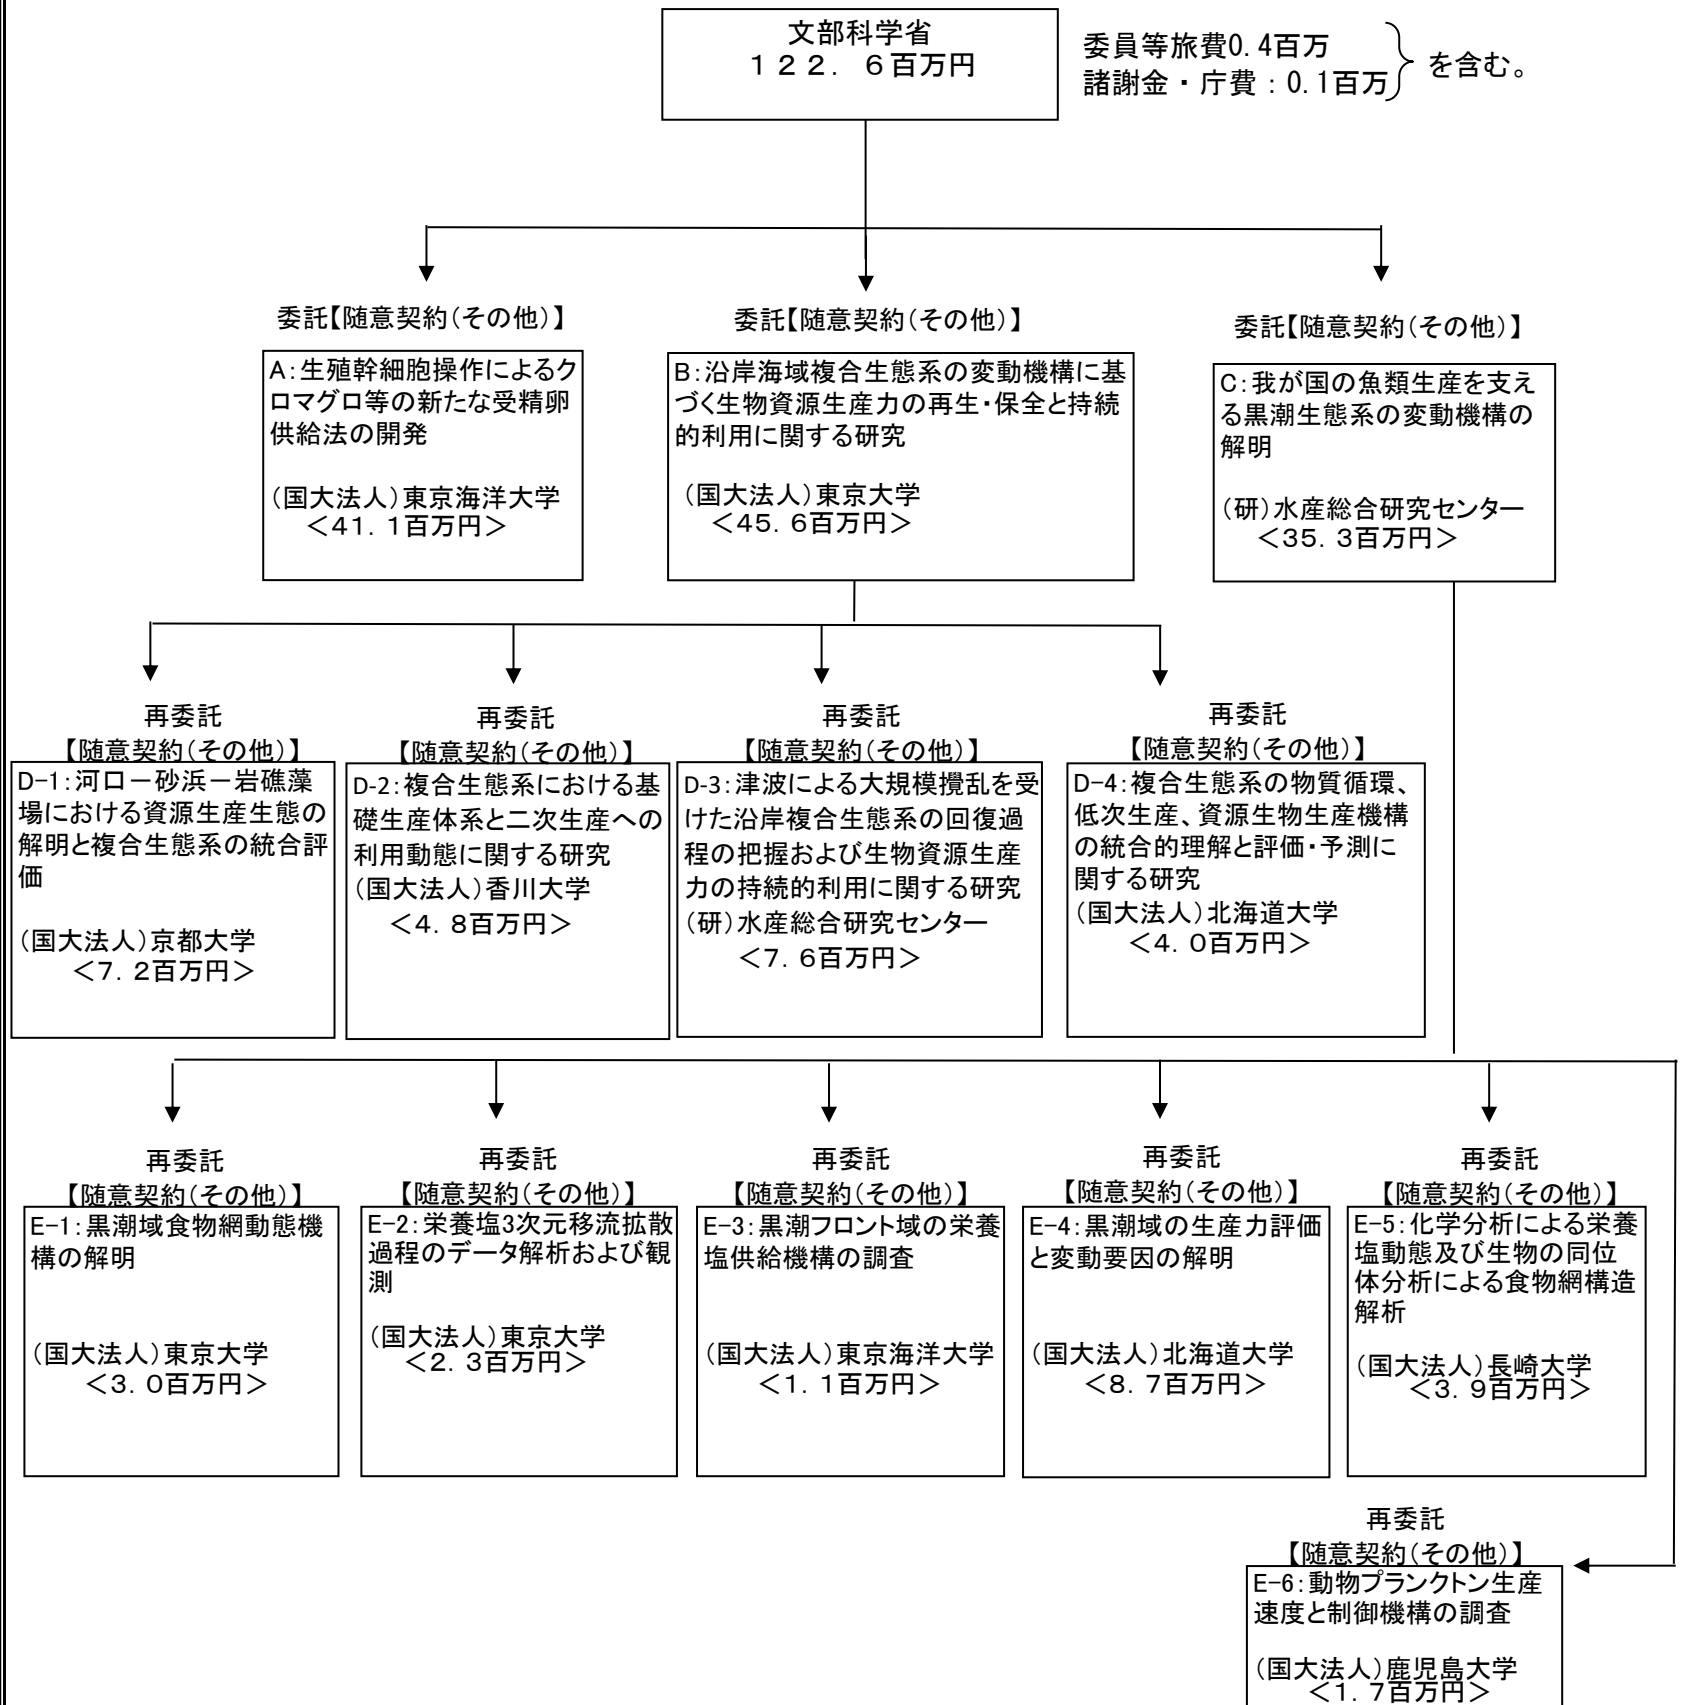 文部科学省
１２２．６百万円
委員等旅費0.4百万
諸謝金・庁費：0.1百万
を含む。
委託【随意契約（その他）】
A：生殖幹細胞操作によるク
ロマグロ等の新たな受精卵
供給法の開発
（国大法人）東京海洋大学
＜41．1百万円＞
委託【随意契約（その他）】
B：沿岸海域複合生態系の変動機構に基
づく生物資源生産力の再生・保全と持続
的利用に関する研究
（国大法人）東京大学
＜45．6百万円＞
委託【随意契約（その他）】
C：我が国の魚類生産を支え
る黒潮生態系の変動機構の
解明
（研）水産総合研究センター
＜35．3百万円＞
再委託
【随意契約（その他）】
D-1：河口－砂浜－岩礁藻
場における資源生産生態の
解明と複合生態系の統合評
価
（国大法人）京都大学
＜7．2百万円＞
再委託
【随意契約（その他）】
D-2：複合生態系における基
礎生産体系と二次生産への
利用動態に関する研究
（国大法人）香川大学
＜4．8百万円＞
再委託
【随意契約（その他）】
D-3：津波による大規模攪乱を受
けた沿岸複合生態系の回復過
程の把握および生物資源生産
力の持続的利用に関する研究
（研）水産総合研究センター
＜7．6百万円＞
再委託
【随意契約（その他）】
D-4：複合生態系の物質循環、
低次生産、資源生物生産機構
の統合的理解と評価・予測に
関する研究
（国大法人）北海道大学
＜4．0百万円＞
再委託
【随意契約（その他）】
E-1：黒潮域食物網動態機
構の解明
（国大法人）東京大学
＜3．0百万円＞
再委託
【随意契約（その他）】
E-2：栄養塩3次元移流拡散
過程のデータ解析および観
測
（国大法人）東京大学
＜2．3百万円＞
再委託
【随意契約（その他）】
E-3：黒潮フロント域の栄養
塩供給機構の調査
（国大法人）東京海洋大学
＜1．1百万円＞
再委託
【随意契約（その他）】
E-4：黒潮域の生産力評価
と変動要因の解明
（国大法人）北海道大学
＜8．7百万円＞
再委託
【随意契約（その他）】
E-5：化学分析による栄養
塩動態及び生物の同位
体分析による食物網構造
解析
（国大法人）長崎大学
＜3．9百万円＞
再委託
【随意契約（その他）】
E-6：動物プランクトン生産
速度と制御機構の調査
（国大法人）鹿児島大学
＜1．7百万円＞